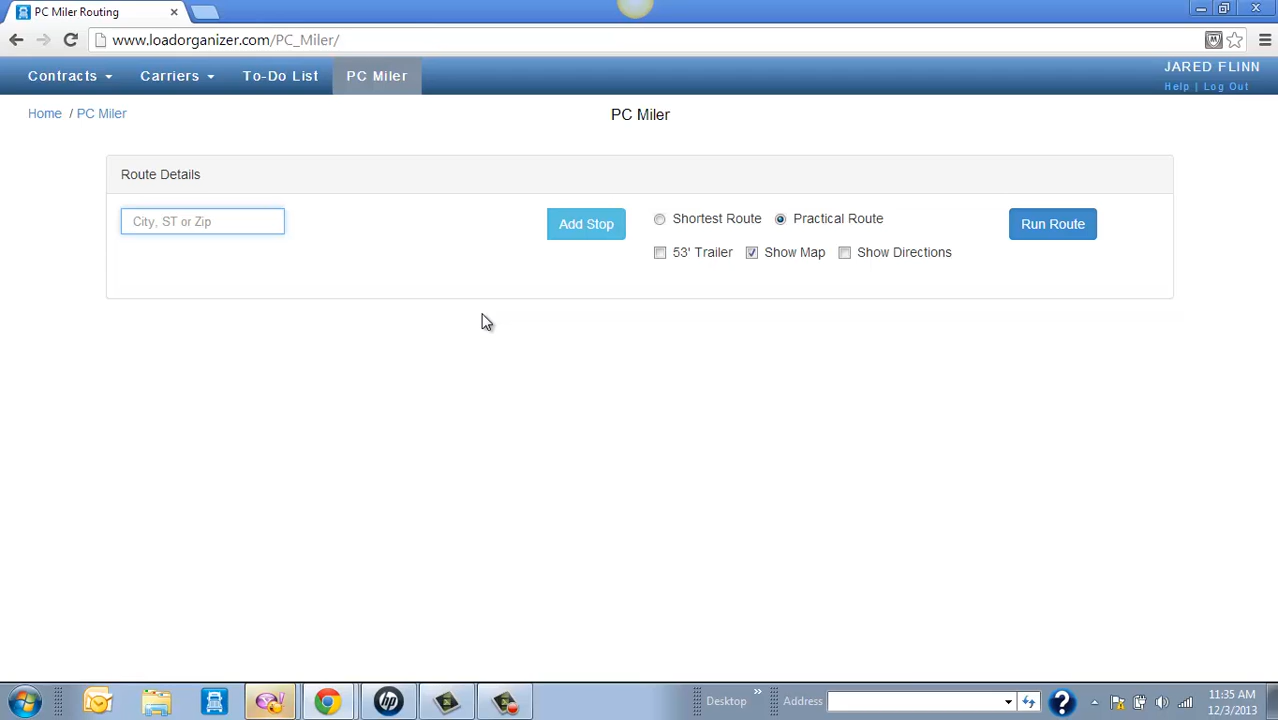 PC Miler Routing
www.loadorganizer.com/PC_Miler/
Contracts Carriers To-Do List PC Miler
JARED FLINN
Help | Log Out
Home / PC Miler
PC Miler
Route Details
City, ST or Zip
Add Stop
Shortest Route Practical Route
Run Route
53' Trailer Show Map Show Directions
Desktop » Address
11:35 AM
12/3/2013